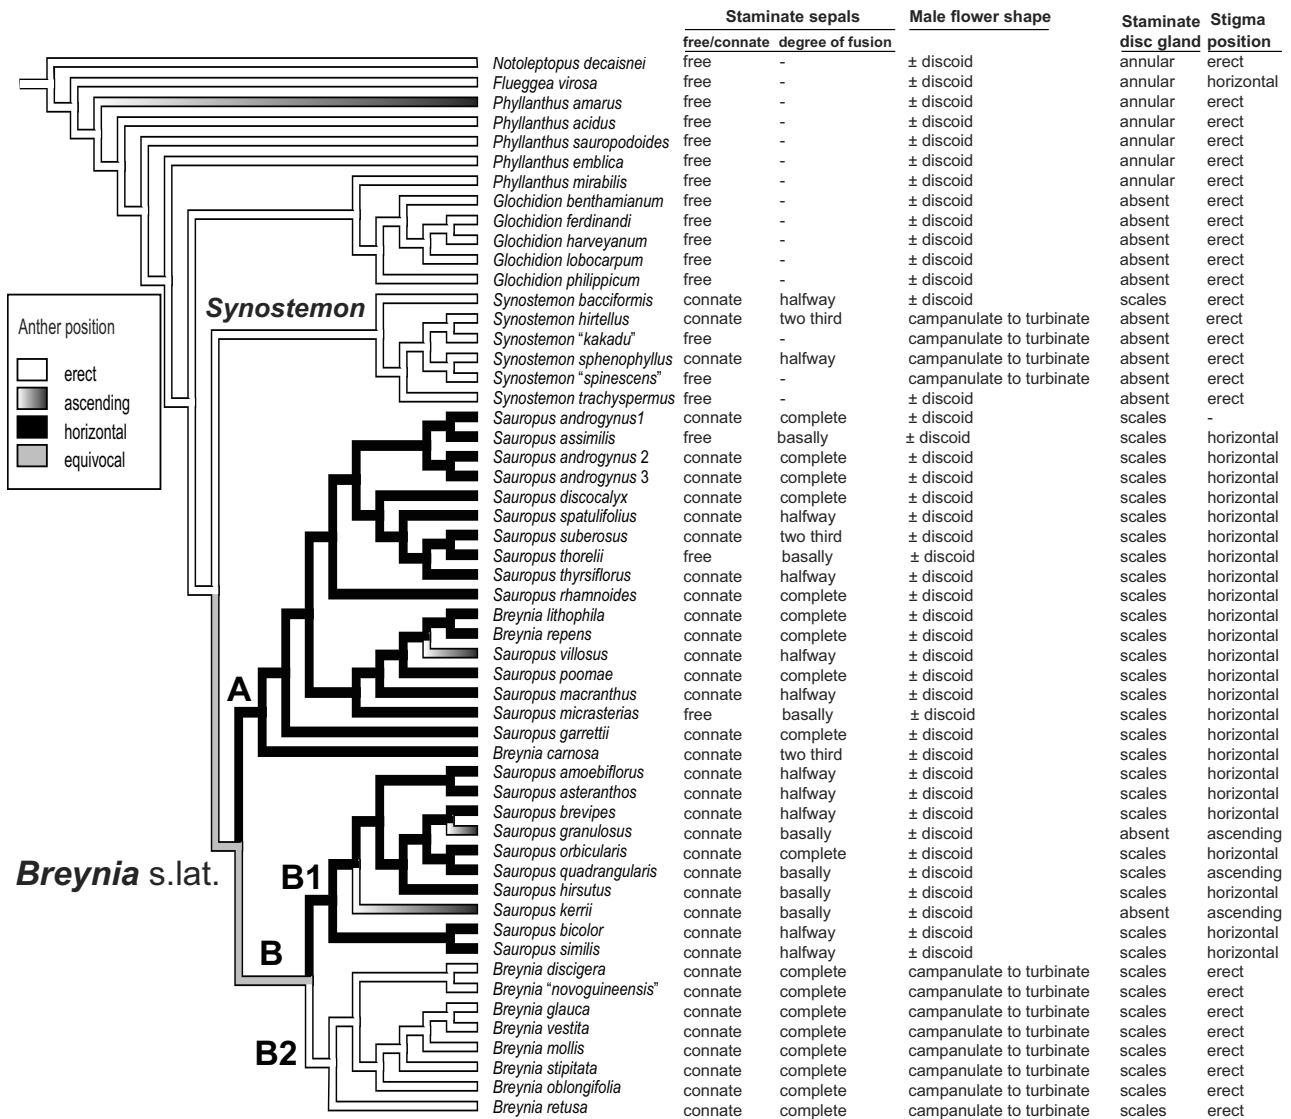 Staminate sepals Male flower shape Staminate disc gland Stigma position
free/connate degree of fusion
Notoleptopus decaisnei free - ± discoid annular erect
Flueggea virosa free - ± discoid annular horizontal
Phyllanthus amarus free - ± discoid annular erect
Phyllanthus acidus free - ± discoid annular erect
Phyllanthus sauropodoides free - ± discoid annular erect
Phyllanthus emblica free - ± discoid annular erect
Phyllanthus mirabilis free - ± discoid annular erect
Glochidion benthamianum free - ± discoid absent erect
Glochidion ferdinandi free - ± discoid absent erect
Glochidion harveyanum free - ± discoid absent erect
Glochidion lobocarpum free - ± discoid absent erect
Glochidion philippicum free - ± discoid absent erect
Synostemon bacciformis connate halfway ± discoid scales erect
Synostemon hirtellus connate two third campanulate to turbinate absent erect
Synostemon "kakadu" free - campanulate to turbinate absent erect
Synostemon sphenophyllus connate halfway campanulate to turbinate absent erect
Synostemon "spinescens" free - campanulate to turbinate absent erect
Synostemon trachyspermus free - ± discoid absent erect
Sauropus androgynus1 connate complete ± discoid scales -
Sauropus assimilis free basally ± discoid scales horizontal
Sauropus androgynus 2 connate complete ± discoid scales horizontal
Sauropus androgynus 3 connate complete ± discoid scales horizontal
Sauropus discocalyx connate complete ± discoid scales horizontal
Sauropus spatulifolius connate halfway ± discoid scales horizontal
Sauropus suberosus connate two third ± discoid scales horizontal
Sauropus thorelii free basally ± discoid scales horizontal
Sauropus thyrsiflorus connate halfway ± discoid scales horizontal
Sauropus rhamnoides connate complete ± discoid scales horizontal
Breynia lithophila connate complete ± discoid scales horizontal
Breynia repens connate complete ± discoid scales horizontal
Sauropus villosus connate halfway ± discoid scales horizontal
Sauropus poomae connate complete ± discoid scales horizontal
Sauropus macranthus connate halfway ± discoid scales horizontal
Sauropus micrasterias free basally ± discoid scales horizontal
Sauropus garrettii connate complete ± discoid scales horizontal
Breynia carnosa connate two third ± discoid scales horizontal
Sauropus amoebiflorus connate halfway ± discoid scales horizontal
Sauropus asteranthos connate halfway ± discoid scales horizontal
Sauropus brevipes connate halfway ± discoid scales horizontal
Sauropus granulosus connate basally ± discoid absent ascending
Sauropus orbicularis connate complete ± discoid scales horizontal
Sauropus quadrangularis connate basally ± discoid scales ascending
Sauropus hirsutus connate basally ± discoid scales horizontal
Sauropus kerrii connate basally ± discoid absent ascending
Sauropus bicolor connate halfway ± discoid scales horizontal
Sauropus similis connate halfway ± discoid scales horizontal
Breynia discigera connate complete campanulate to turbinate scales erect
Breynia "novoguineensis" connate complete campanulate to turbinate scales erect
Breynia glauca connate complete campanulate to turbinate scales erect
Breynia vestita connate complete campanulate to turbinate scales erect
Breynia mollis connate complete campanulate to turbinate scales erect
Breynia stipitata connate complete campanulate to turbinate scales erect
Breynia oblongifolia connate complete campanulate to turbinate scales erect
Breynia retusa connate complete campanulate to turbinate scales erect
Synostemon
Anther position
erect
ascending
horizontal
equivocal
A
Breynia s.lat.
B1
B
B2